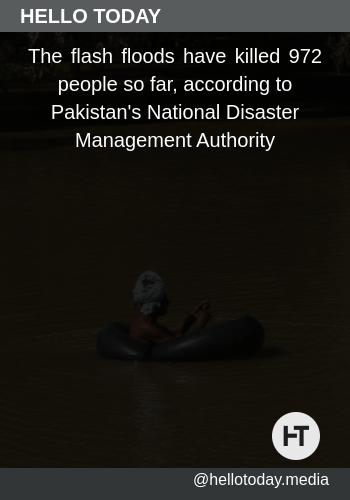 HELLO TODAY
The flash floods have killed 972
people so far, according to
Pakistan's National Disaster
Management Authority
HT
@hellotoday.media